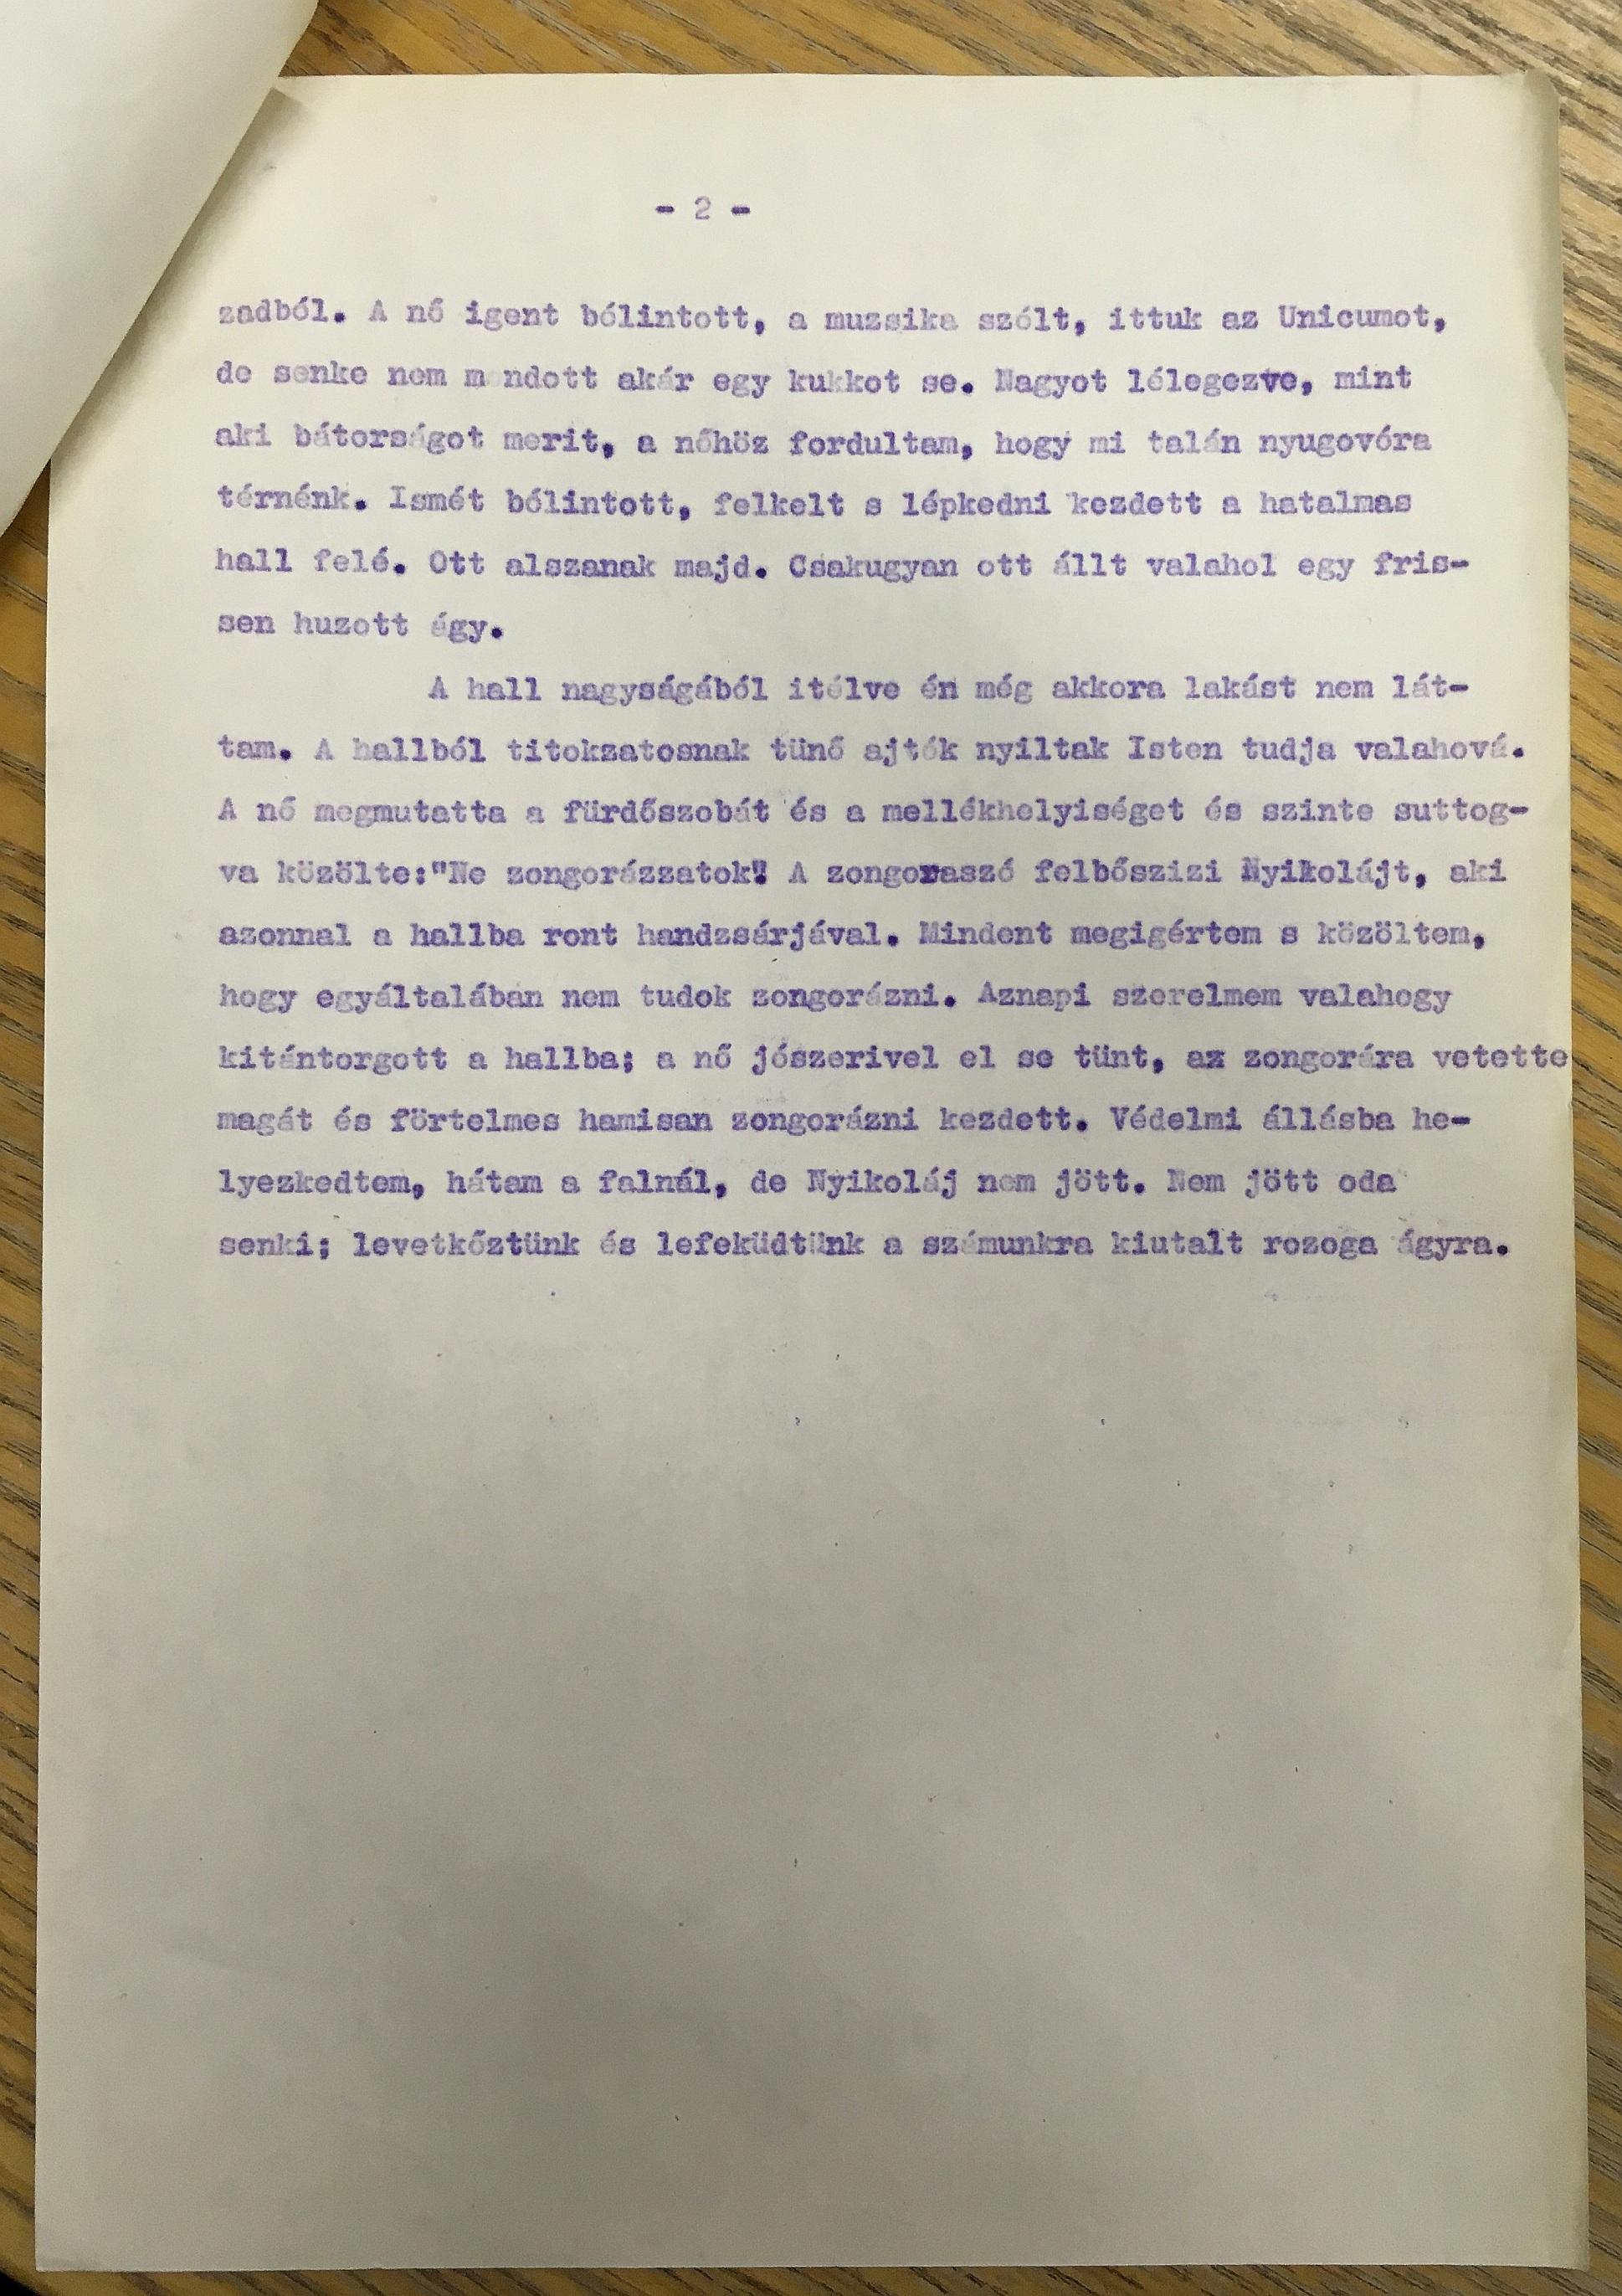 - 2 -
zadból. A nő igent bólintott, a muzsika szólt, ittuk az Unicumot,
de senke nem mondott akár egy kukkot se. Nagyot lélegezve, mint
aki bátorságot merit, a nőhöz fordultam, hogy mi talán nyugovóra
térnénk. Ismét bólintott, felkelt s lépkedni kezdett a hatalmas
hall felé. Ott alszanak majd. Csakugyan ott állt valahol egy fris-
sen huzott ágy.
A hall nagyságából itélve én még akkora lakást nem lát-
tam. A hallból titokzatosnak tünő ajtók nyiltak Isten tudja valahová.
A nő megmutatta a fürdőszobát és a mellékhelyiséget és szinte suttog-
va közölte:"Ne zongorázzatok"! A zongoraszó felbőszizi Nyikolájt, aki
azonnal a hallba ront handzsárjával. Mindent megigértem s közöltem,
hogy egyáltalában nem tudok zongorázni. Aznapi szerelmem valahogy
kitántorgott a hallba; a nő jószerivel el se tünt, az zongorára vetette
magát és förtelmes hamisan zongorázni kezdett. Védelmi állásba he-
lyezkedtem, hátam a falnál, de Nyikoláj nem jött. Nem jött oda
senki; levetkőztünk és lefeküdtünk a számunkra kiutalt rozoga ágyra.